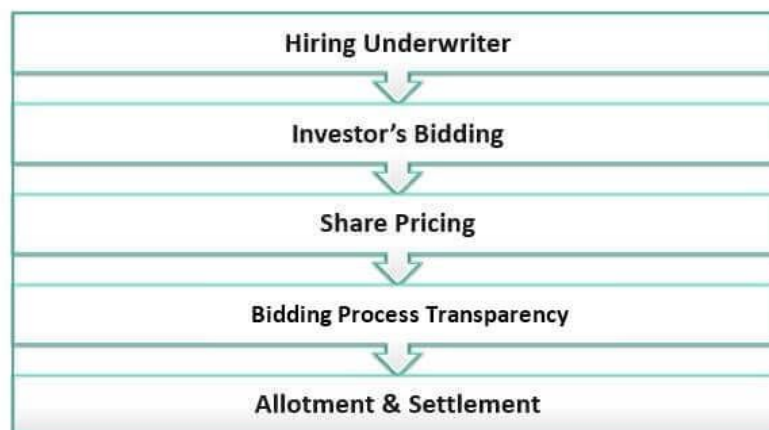 Hiring Underwriter
Investor’s Bidding
Share Pricing
Bidding Process Transparency
Allotment & Settlement